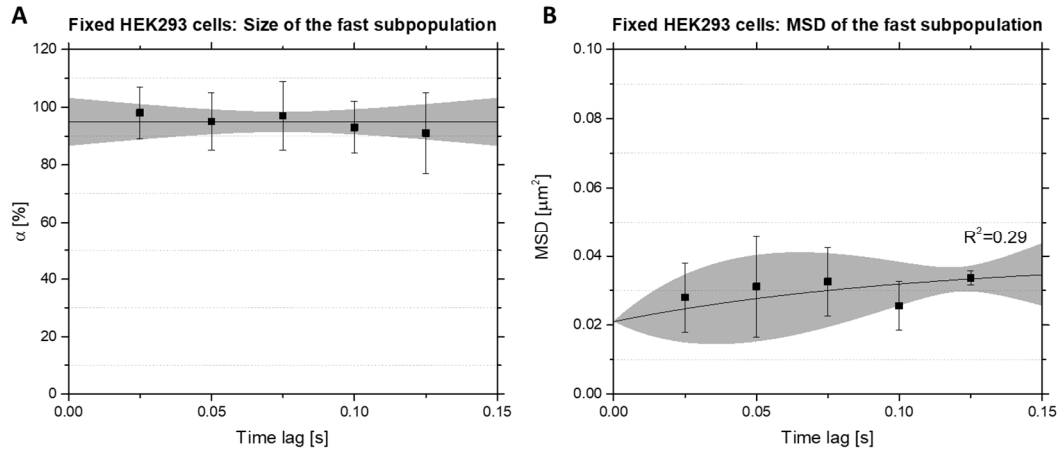 A
Fixed HEK293 cells: Size of the fast subpopulation
120
100
80
60
40
20
0
α [%]
0.00
0.05
0.10
0.15
Time lag [s]
B
Fixed HEK293 cells: MSD of the fast subpopulation
0.10
0.08
0.06
0.04
0.02
0.00
MSD [μm²]
R²=0.29
0.00
0.05
0.10
0.15
Time lag [s]